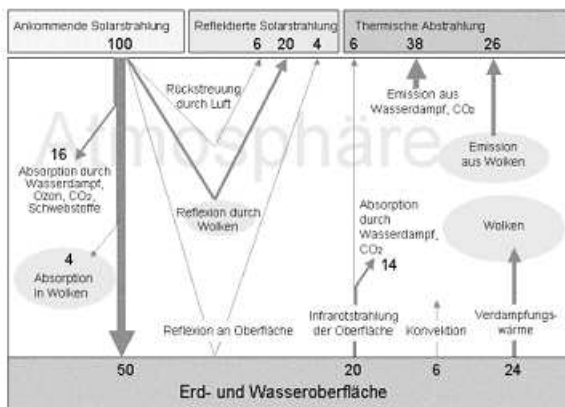 Ankommende Solarstrahlung
100
Reflektierte Solarstrahlung
6 20 4
Thermische Abstrahlung
6 38 26
Atmosphäre
Rückstreuung
durch Luft
Emission aus
Wasserdampf, CO₂
16
Absorption durch
Wasserdampf,
Ozon, CO₂,
Schwebstoffe
Emission
aus Wolken
Reflexion durch
Wolken
Absorption
durch
Wasserdampf,
CO₂
14
Wolken
4
Absorption
in Wolken
Reflexion an Oberfläche
Infrarotstrahlung
der Oberfläche
Konvektion
Verdampfungs
wärme
50
20
6
24
Erd- und Wasseroberfläche